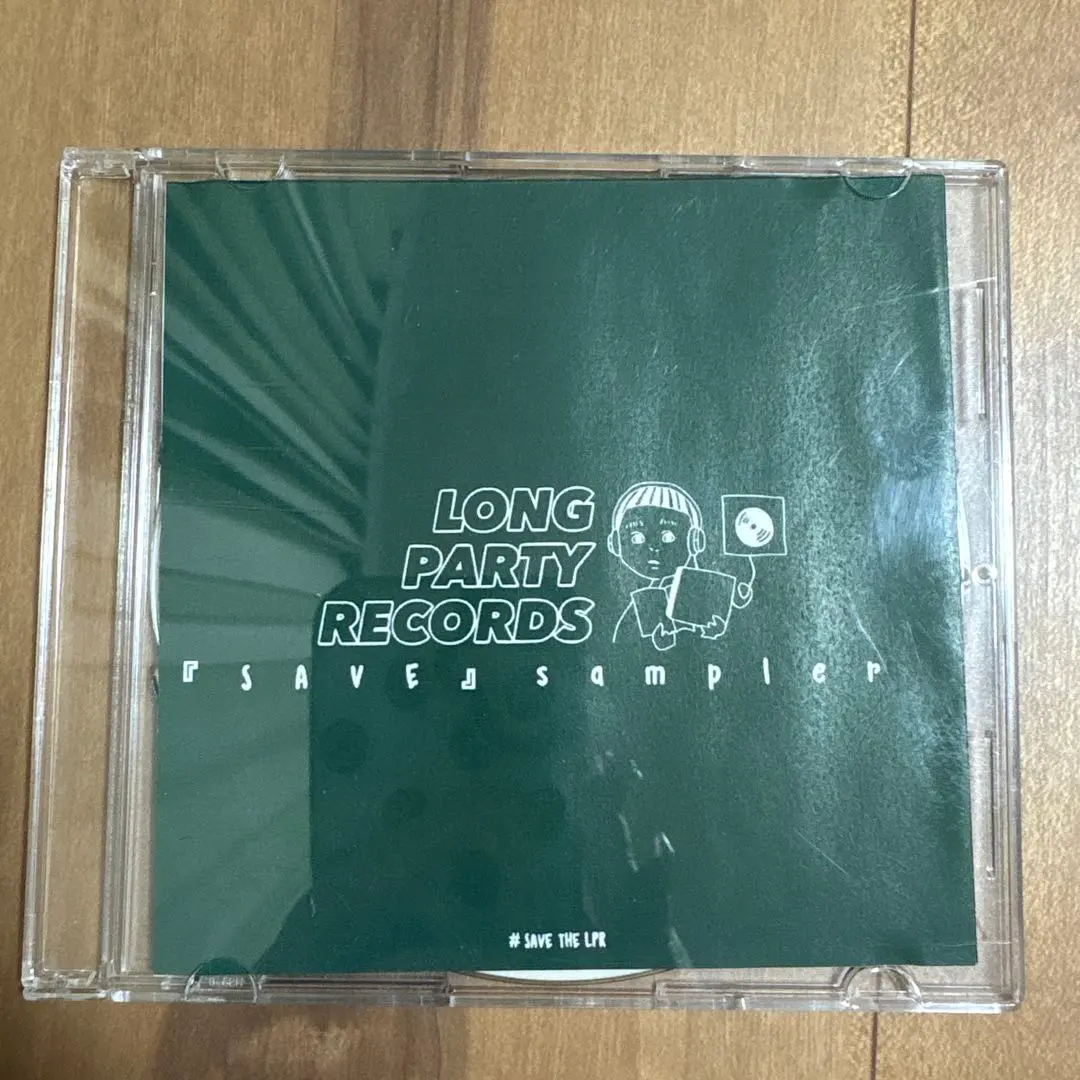 LONG
PARTY
RECORDS
『SAVE』sampler
# SAVE THE LPR